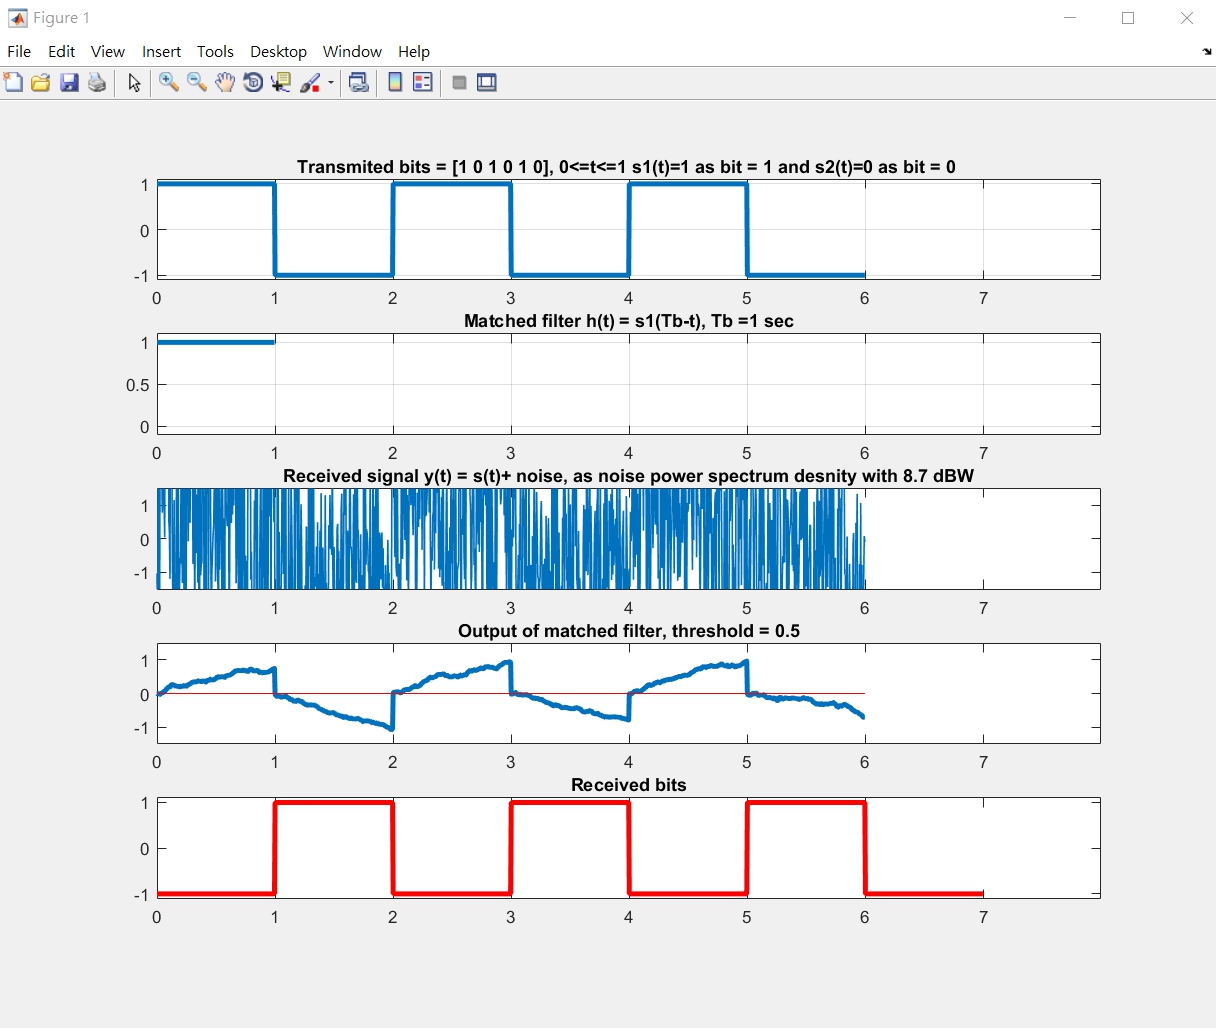 Figure 1
File Edit View Insert Tools Desktop Window Help
Transmited bits = [1 0 1 0 1 0], 0<=t<=1 s1(t)=1 as bit = 1 and s2(t)=0 as bit = 0
1
0
-1
0 1 2 3 4 5 6 7
Matched filter h(t) = s1(Tb-t), Tb =1 sec
1
0.5
0
0 1 2 3 4 5 6 7
Received signal y(t) = s(t)+ noise, as noise power spectrum desnity with 8.7 dBW
1
0
-1
0 1 2 3 4 5 6 7
Output of matched filter, threshold = 0.5
1
0
-1
0 1 2 3 4 5 6 7
Received bits
1
0
-1
0 1 2 3 4 5 6 7